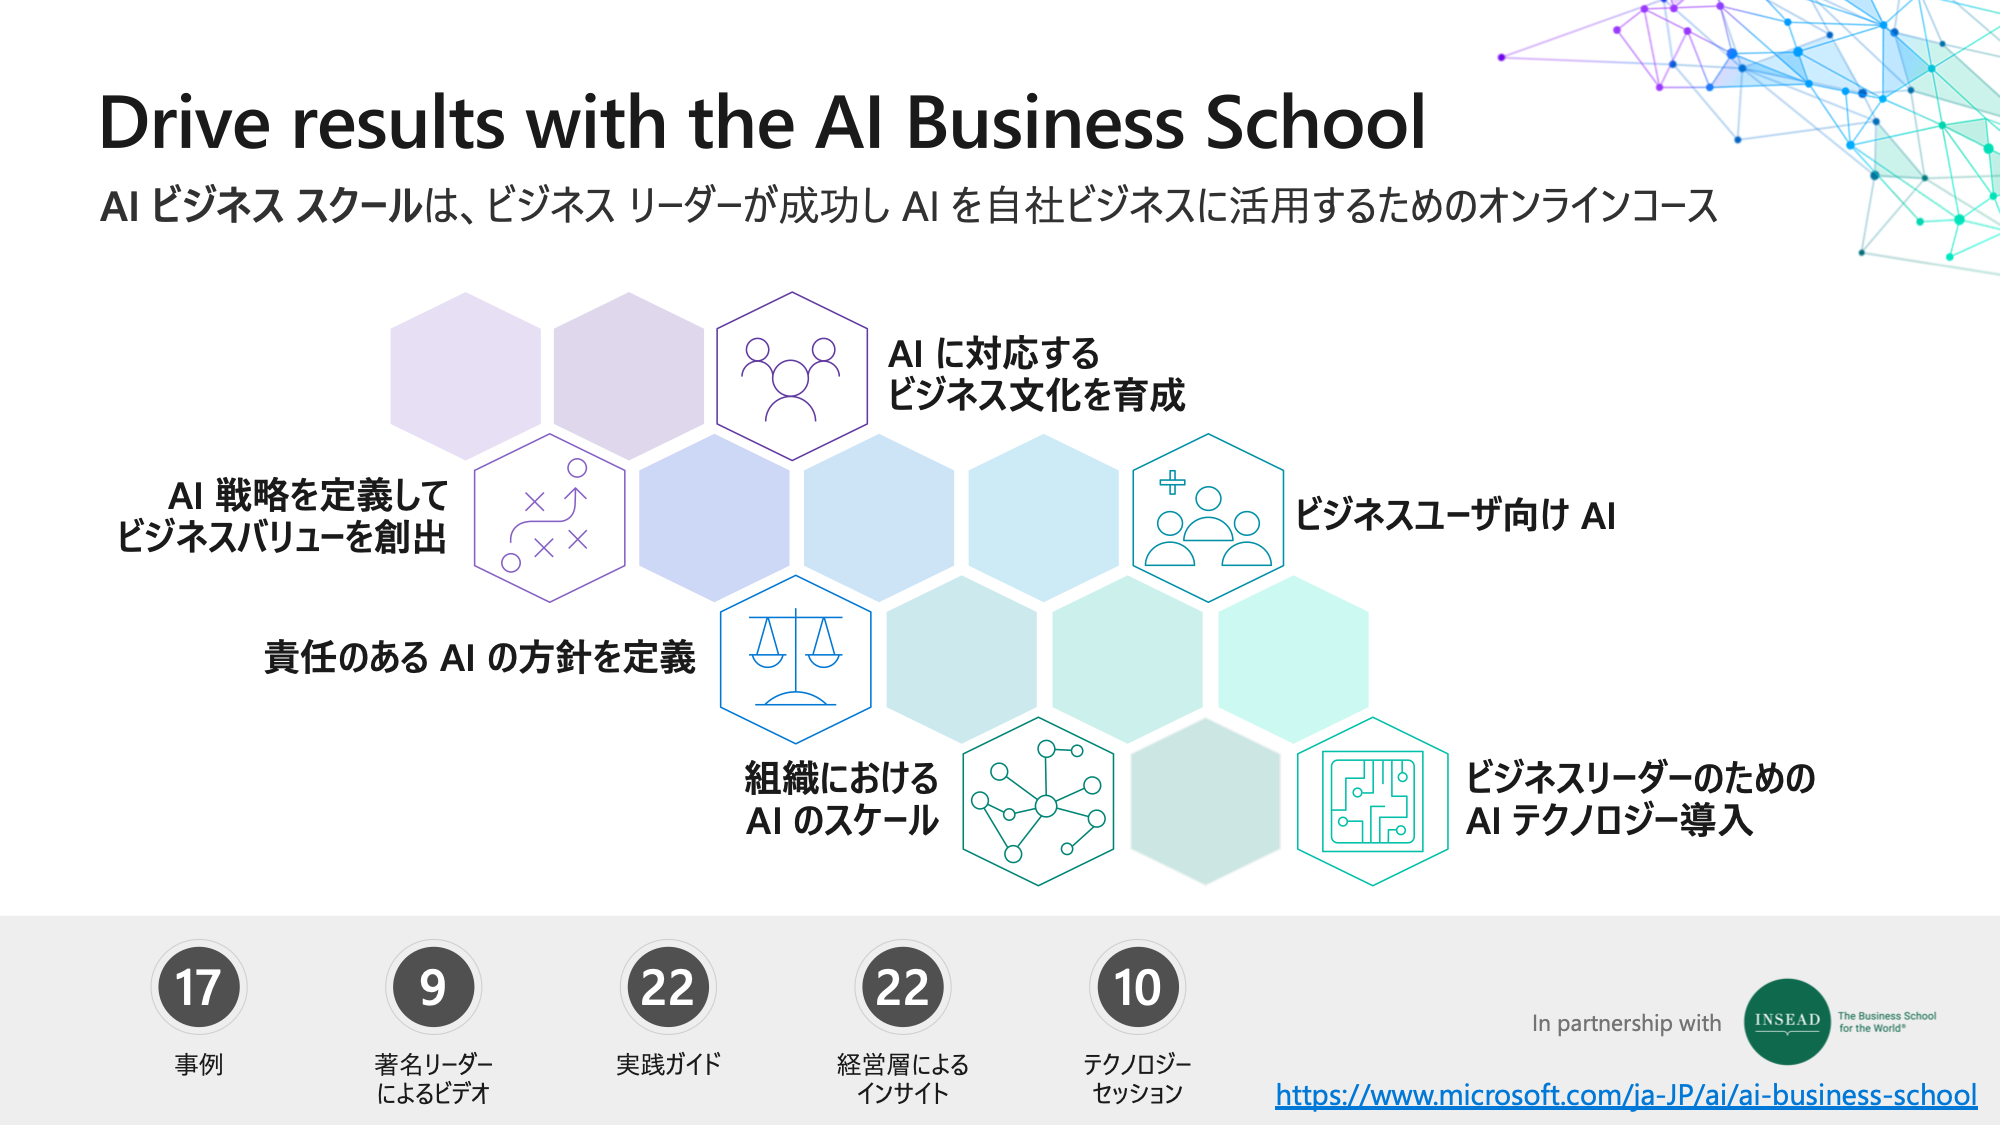 Drive results with the AI Business School
AI ビジネス スクールは、ビジネス リーダーが成功し AI を自社ビジネスに活用するためのオンラインコース
AI に対応する
ビジネス文化を育成
AI 戦略を定義して
ビジネスバリューを創出
ビジネスユーザ向け AI
責任のある AI の方針を定義
組織における
AI のスケール
ビジネスリーダーのための
AI テクノロジー導入
17
事例
9
著名リーダー
によるビデオ
22
実践ガイド
22
経営層による
インサイト
10
テクノロジー
セッション
In partnership with
INSEAD
The Business School
for the World®
https://www.microsoft.com/ja-JP/ai/ai-business-school